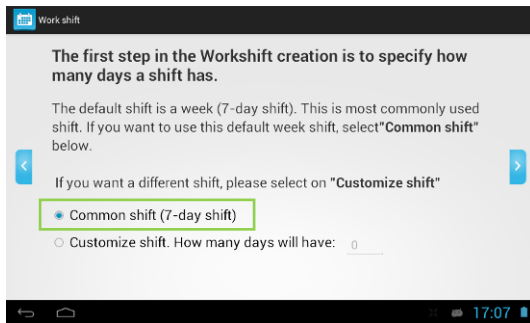 Work shift
The first step in the Workshift creation is to specify how
many days a shift has.
The default shift is a week (7-day shift). This is most commonly used
shift. If you want to use this default week shift, select"Common shift"
below.
If you want a different shift, please select on "Customize shift"
Common shift (7-day shift)
Customize shift. How many days will have: 0
17:07